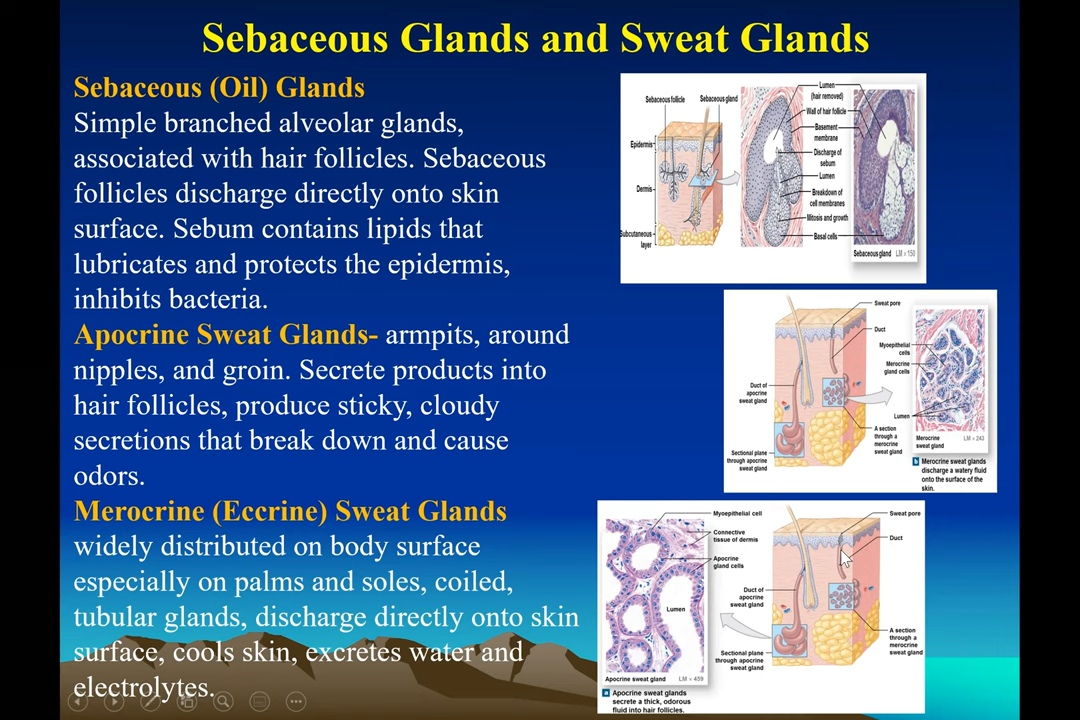 Sebaceous Glands and Sweat Glands
Sebaceous (Oil) Glands
Simple branched alveolar glands,
associated with hair follicles. Sebaceous
follicles discharge directly onto skin
surface. Sebum contains lipids that
lubricates and protects the epidermis,
inhibits bacteria.
Apocrine Sweat Glands- armpits, around
nipples, and groin. Secrete products into
hair follicles, produce sticky, cloudy
secretions that break down and cause
odors.
Merocrine (Eccrine) Sweat Glands
widely distributed on body surface
especially on palms and soles, coiled,
tubular glands, discharge directly onto skin
surface, cools skin, excretes water and
electrolytes.
Sebaceous follicle
Sebaceous gland
Epidermis
Dermis
Subcutaneous
layer
Lumen
(hair removed)
Wall of hair follicle
Basement
membrane
Discharge of
sebum
Lumen
Breakdown of
cell membranes
Mitosis and growth
Basal cells
Sebaceous gland LM × 150
Sweat pore
Duct
Myoepithelial
cells
Merocrine
gland cells
Duct of
apocrine
sweat gland
Lumen
A section
through a
merocrine
sweat gland
Sectional plane
through apocrine
sweat gland
Merocrine
sweat gland
LM × 243
b Merocrine sweat glands
discharge a watery fluid
onto the surface of the
skin.
Myoepithelial cell
Connective
tissue of dermis
Apocrine
gland cells
Lumen
Sweat pore
Duct
Duct of
apocrine
sweat gland
Sectional plane
through apocrine
sweat gland
A section
through a
merocrine
sweat gland
Apocrine sweat gland LM × 459
a Apocrine sweat glands
secrete a thick, odorous
fluid into hair follicles.